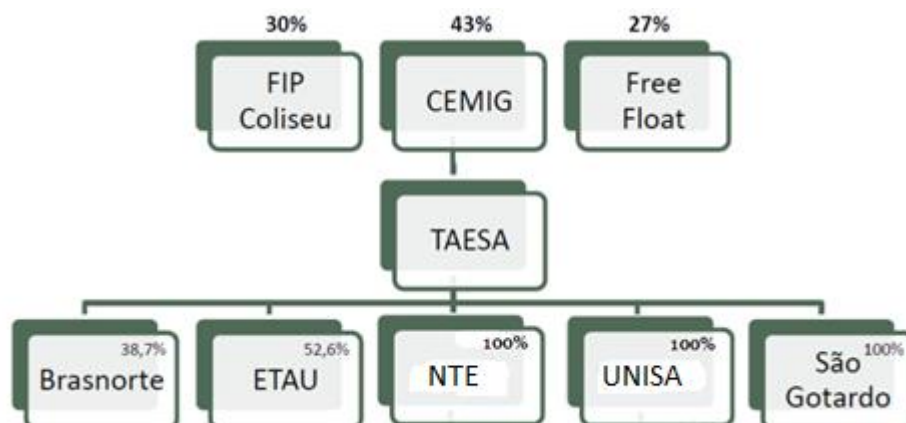 30% 43% 27%
FIP
Coliseu
CEMIG
Free
Float
TAESA
38,7%
Brasnorte
52,6%
ETAU
100%
NTE
100%
UNISA
São 100%
Gotardo